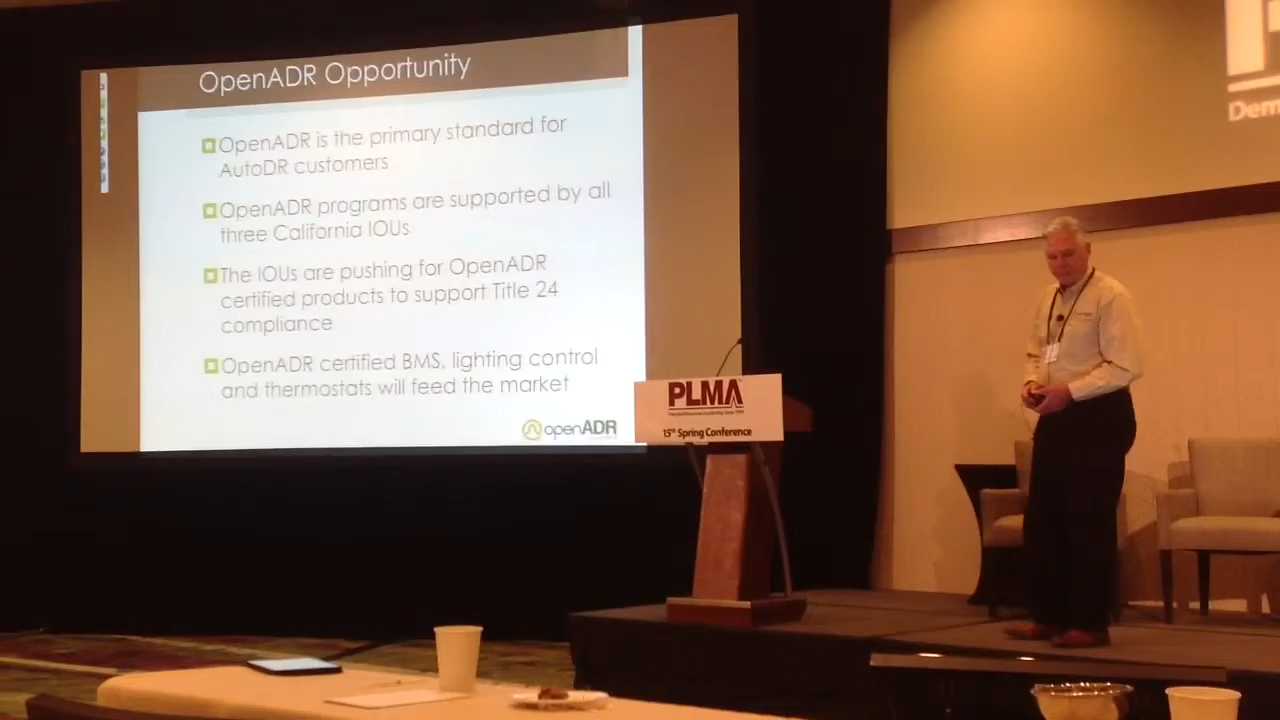 OpenADR Opportunity
OpenADR is the primary standard for
AutoDR customers
OpenADR programs are supported by all
three California IOUs
The IOUs are pushing for OpenADR
certified products to support Title 24
compliance
OpenADR certified BMS, lighting control
and thermostats will feed the market
openADR
PLMA
15th Spring Conference
Dem